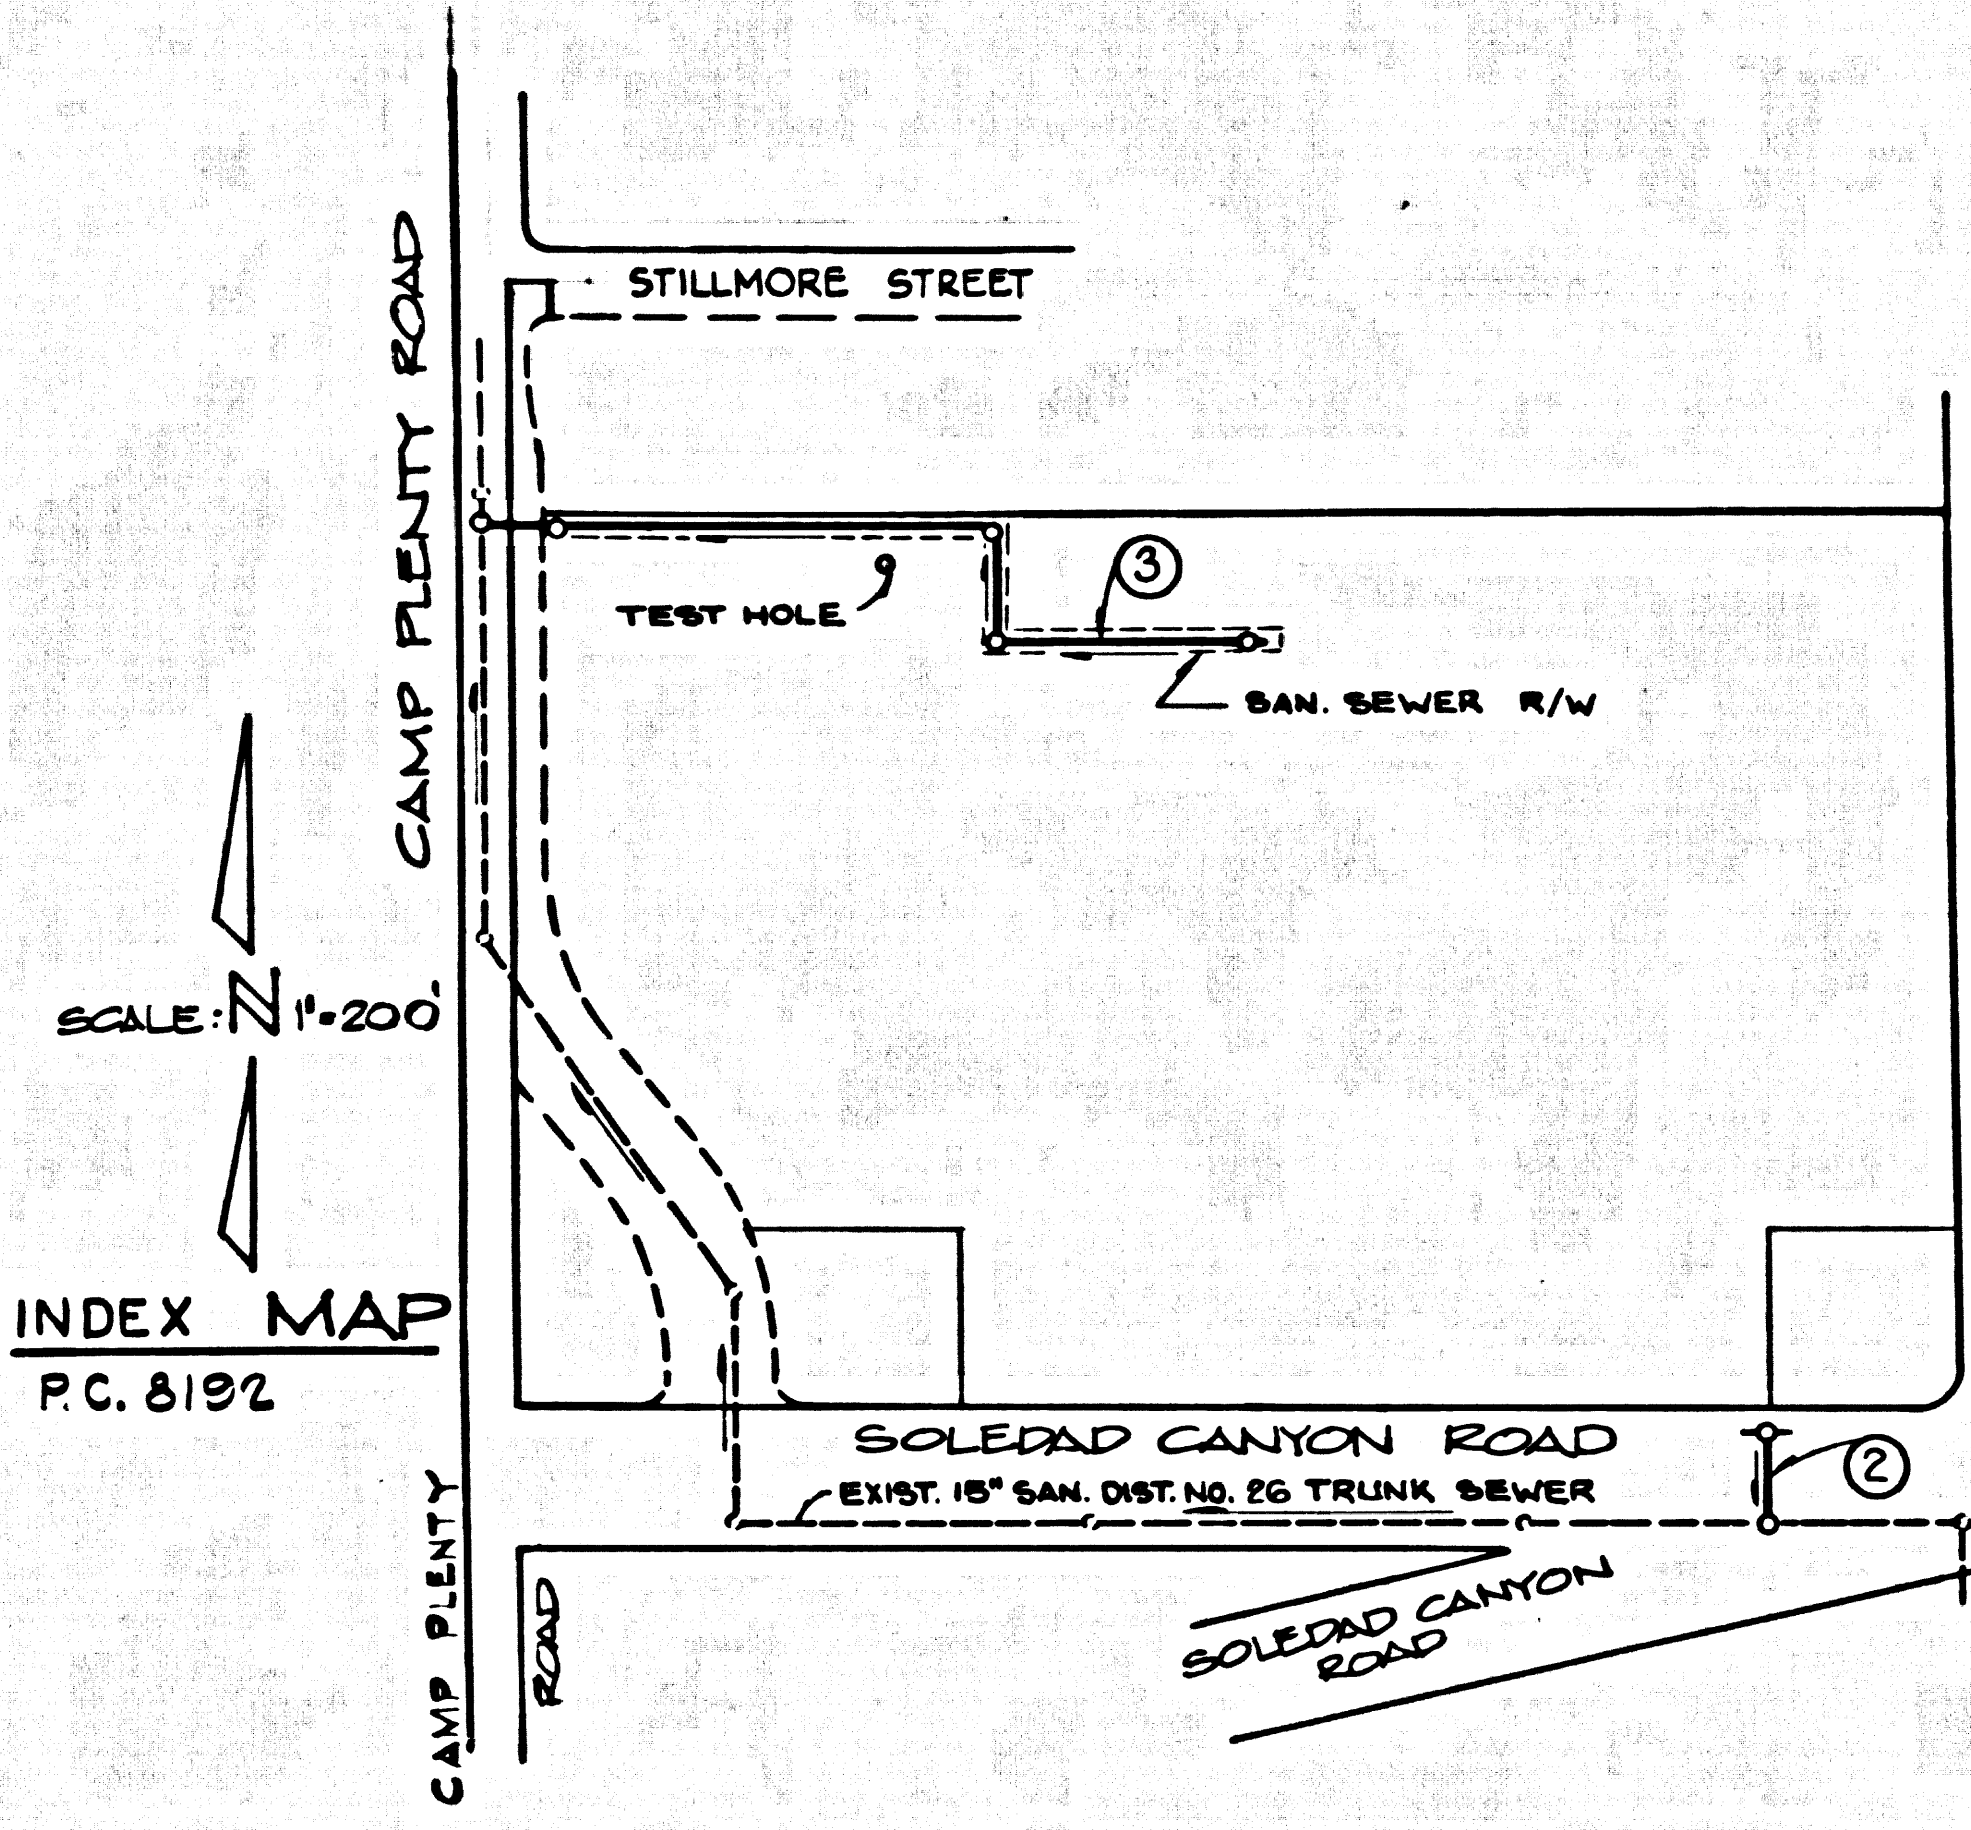 STILLMORE STREET
CAMP PLENTY ROAD
3
TEST HOLE
SAN. SEWER R/W
SCALE: N 1"=200'
INDEX MAP
P.C. 8192
SOLEDAD CANYON ROAD
2
EXIST. 15" SAN. DIST. NO. 26 TRUNK SEWER
CAMP PLENTY
ROAD
SOLEDAD CANYON
ROAD